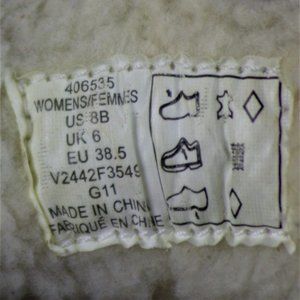 406535
WOMENS/FEMMES
US 8B
UK 6
EU 38.5
V2442F3549
G11
MADE IN CHINA
FABRIQUÉ EN CHINE